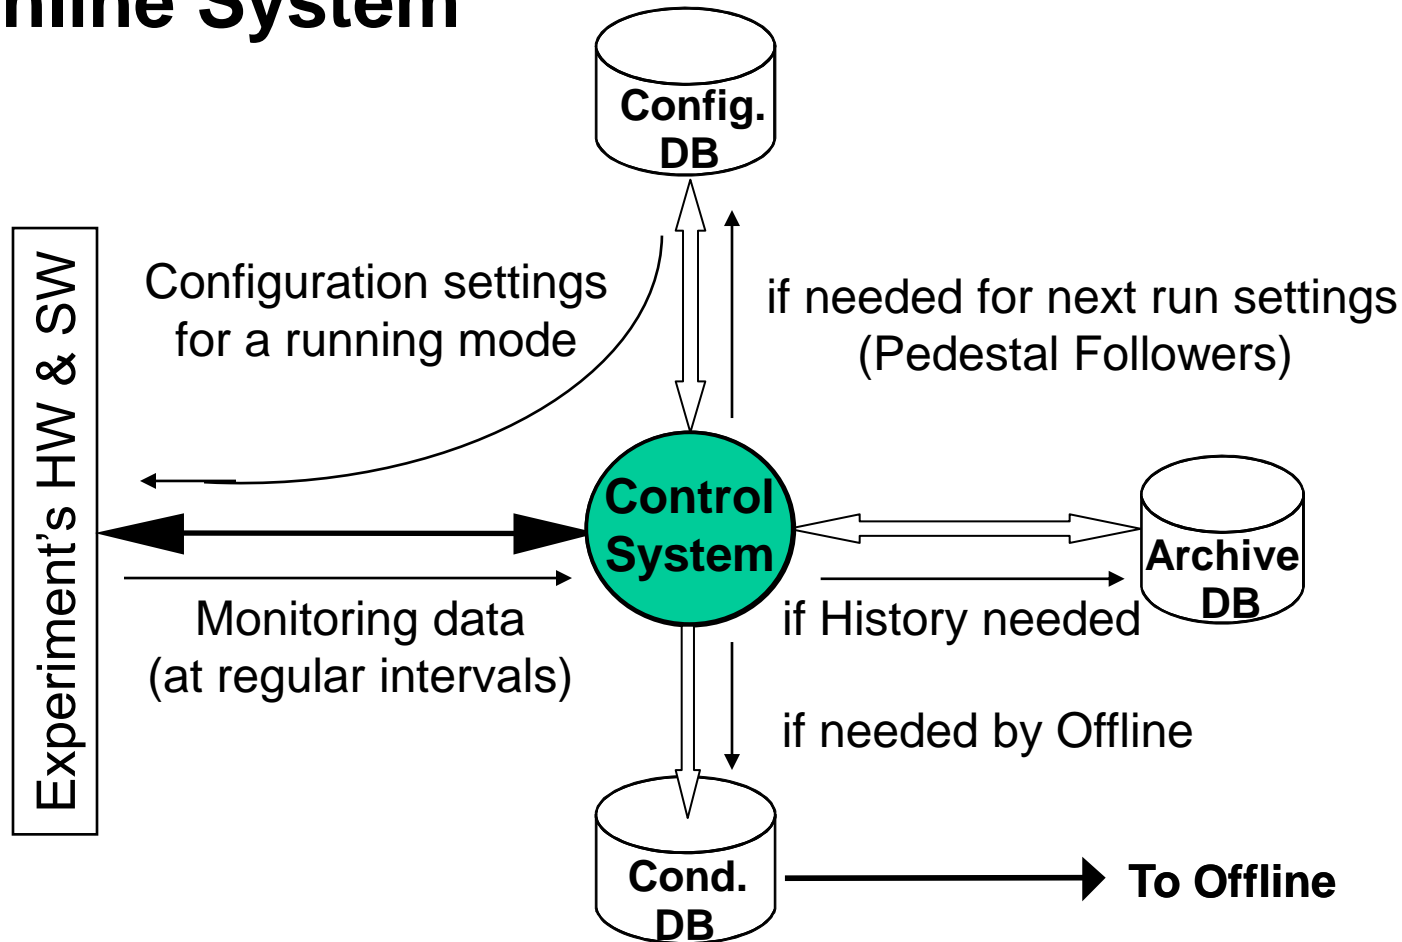 nline System
Config.
DB
Configuration settings
for a running mode
if needed for next run settings
(Pedestal Followers)
Experiment's HW & SW
Control
System
Archive
DB
Monitoring data
(at regular intervals)
if History needed
if needed by Offline
Cond.
DB
To Offline